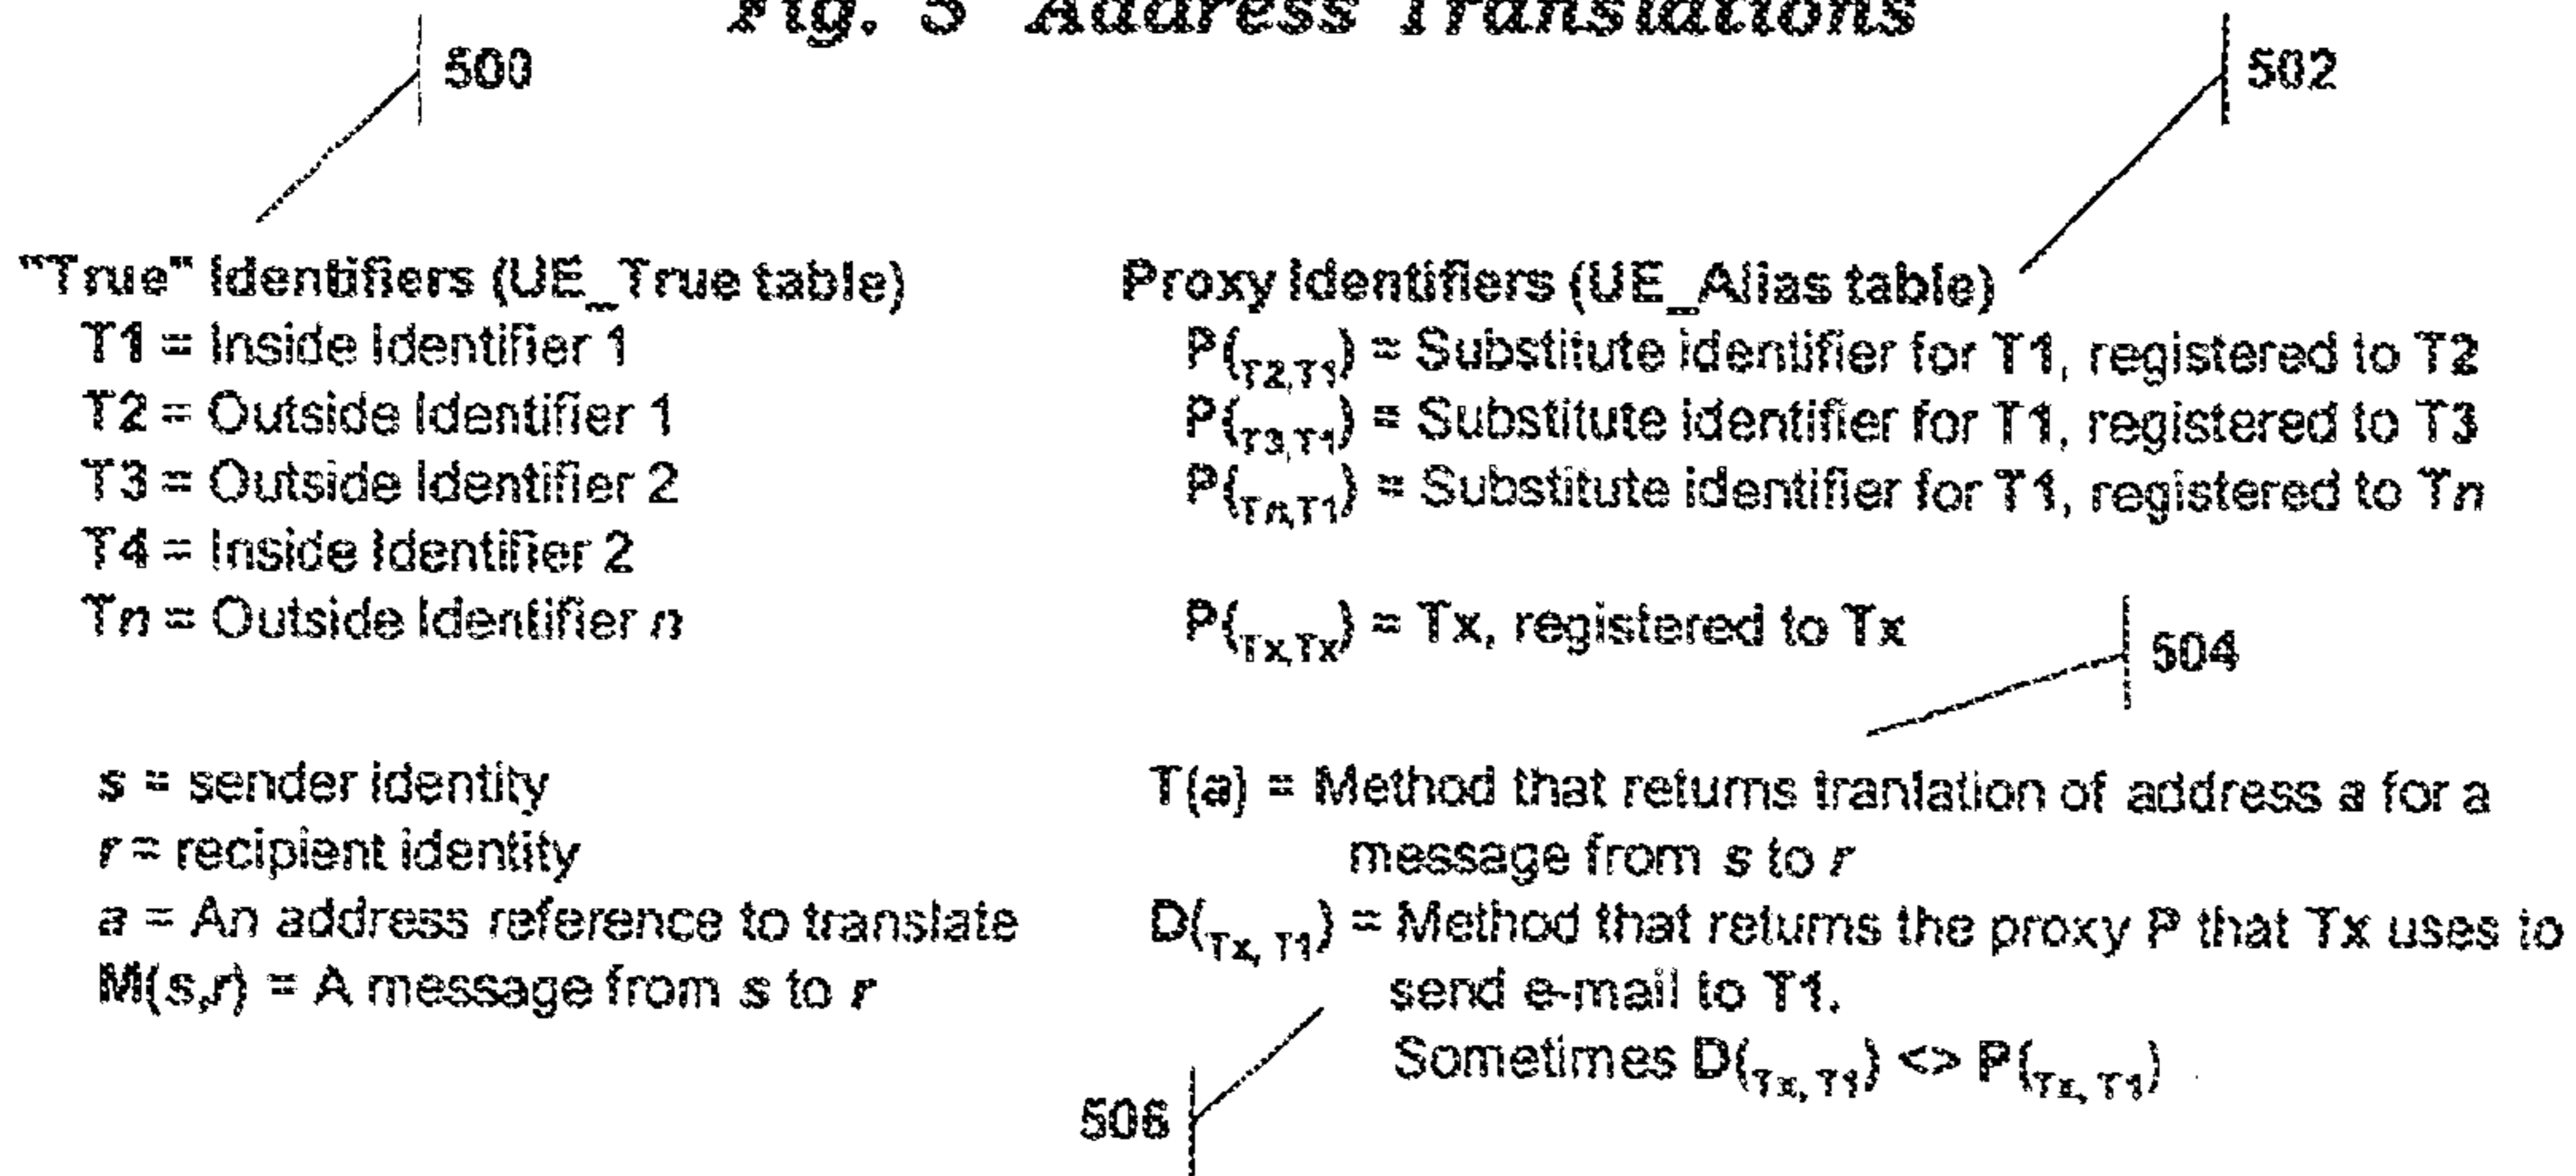 Fig. 5 Address Translations
500
502
"True" Identifiers (UE_True table)
T1 = Inside Identifier 1
T2 = Outside Identifier 1
T3 = Outside Identifier 2
T4 = Inside Identifier 2
Tn = Outside Identifier n
Proxy Identifiers (UE_Alias table)
P(T2,T1) = Substitute identifier for T1, registered to T2
P(T3,T1) = Substitute identifier for T1, registered to T3
P(Tn,T1) = Substitute identifier for T1, registered to Tn
P(Tx,Tx) = Tx, registered to Tx
504
s = sender identity
r = recipient identity
a = An address reference to translate
M(s,r) = A message from s to r
T(a) = Method that returns tranlation of address a for a
message from s to r
D(Tx, T1) = Method that returns the proxy P that Tx uses to
send e-mail to T1.
Sometimes D(Tx, T1) <> P(Tx, T1)
506